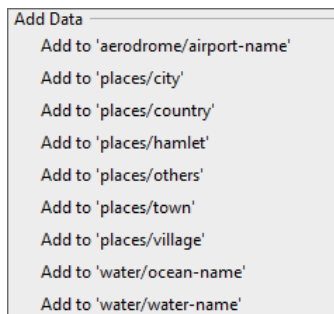 Add Data
Add to 'aerodrome/airport-name'
Add to 'places/city'
Add to 'places/country'
Add to 'places/hamlet'
Add to 'places/others'
Add to 'places/town'
Add to 'places/village'
Add to 'water/ocean-name'
Add to 'water/water-name'